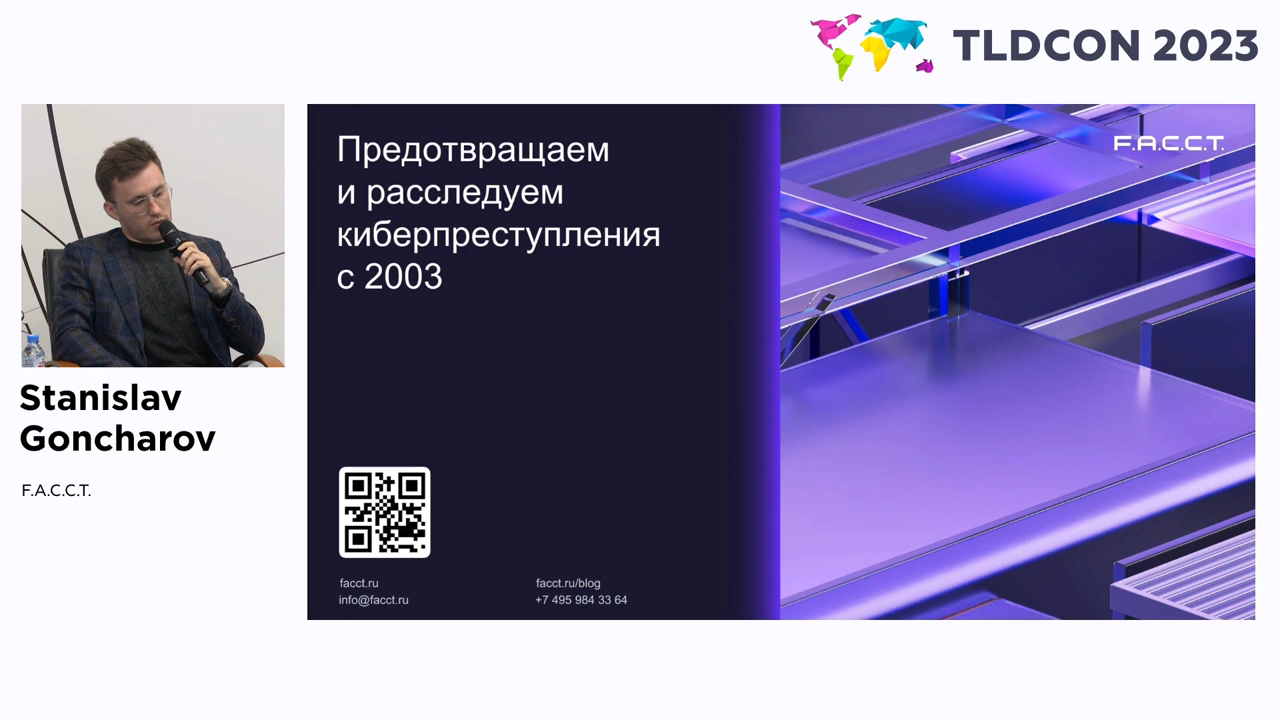 TLDCON 2023
Stanislav
Goncharov
F.A.C.C.T.
Предотвращаем
и расследуем
киберпреступления
с 2003
F.A.C.C.T.
facct.ru
info@facct.ru
facct.ru/blog
+7 495 984 33 64